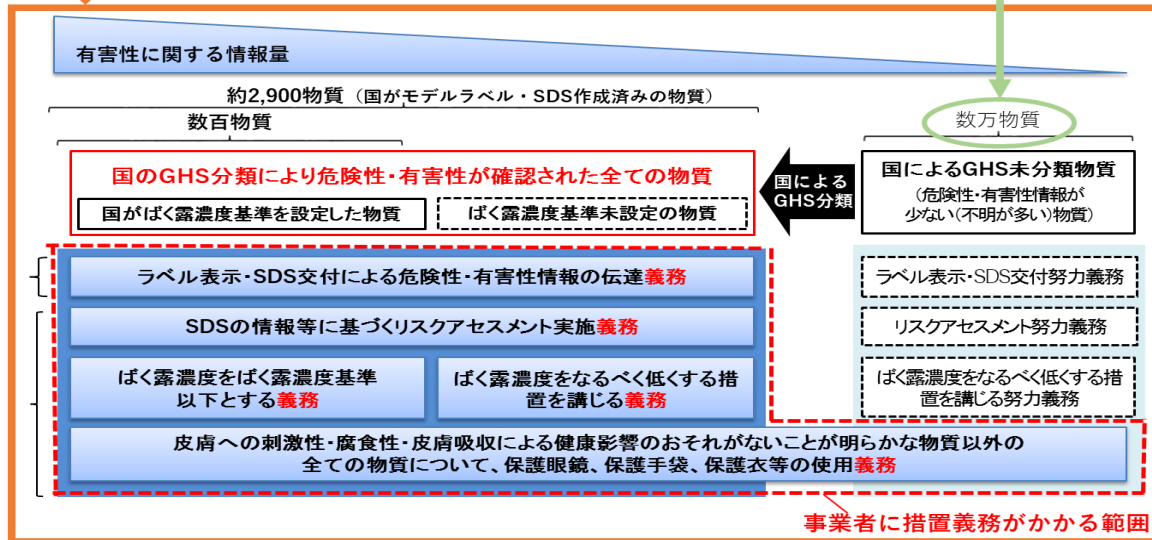 有害性に関する情報量
約2,900物質（国がモデルラベル・SDS作成済みの物質）
数百物質
数万物質
国のGHS分類により危険性・有害性が確認された全ての物質
国がばく露濃度基準を設定した物質
ばく露濃度基準未設定の物質
国による
GHS分類
国によるGHS未分類物質
(危険性・有害性情報が
少ない(不明が多い)物質)
ラベル表示・SDS交付による危険性・有害性情報の伝達義務
ラベル表示・SDS交付努力義務
SDSの情報等に基づくリスクアセスメント実施義務
リスクアセスメント努力義務
ばく露濃度をばく露濃度基準
以下とする義務
ばく露濃度をなるべく低くする措
置を講じる義務
ばく露濃度をなるべく低くする措
置を講じる努力義務
皮膚への刺激性・腐食性・皮膚吸収による健康影響のおそれがないことが明らかな物質以外の
全ての物質について、保護眼鏡、保護手袋、保護衣等の使用義務
事業者に措置義務がかかる範囲